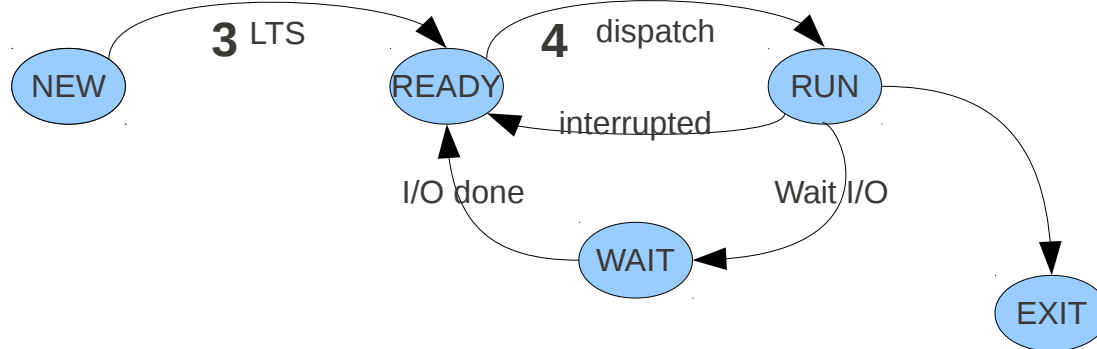 3 LTS
4 dispatch
NEW
READY
RUN
interrupted
I/O done
Wait I/O
WAIT
EXIT